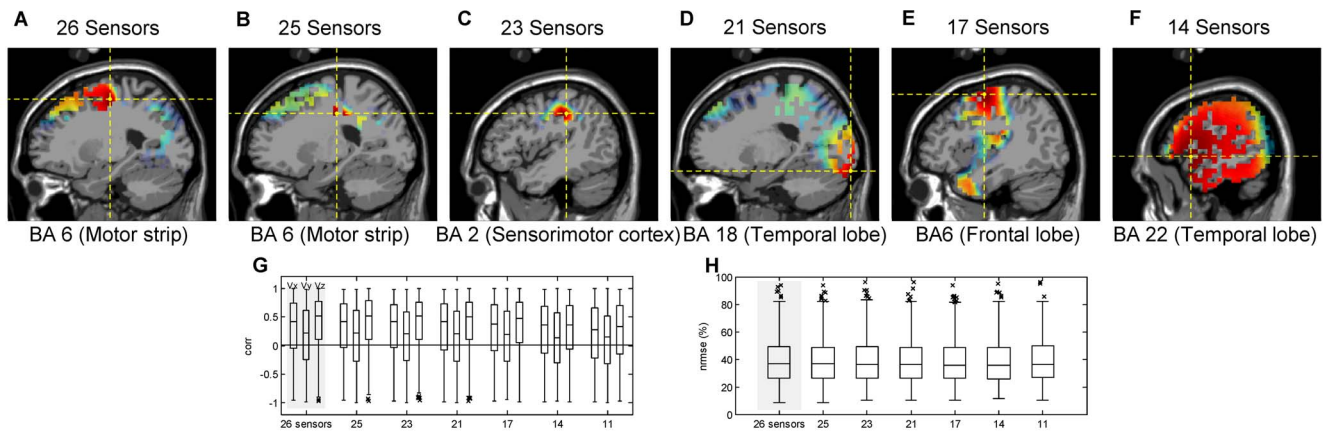 A
26 Sensors
BA 6 (Motor strip)
B
25 Sensors
BA 6 (Motor strip)
C
23 Sensors
BA 2 (Sensorimotor cortex)
D
21 Sensors
BA 18 (Temporal lobe)
E
17 Sensors
BA6 (Frontal lobe)
F
14 Sensors
BA 22 (Temporal lobe)
G
Vx Vy Vz
corr
1
0.5
0
-0.5
-1
26 sensors 25 23 21 17 14 11
H
nrmse (%)
100
80
60
40
20
0
26 sensors 25 23 21 17 14 11